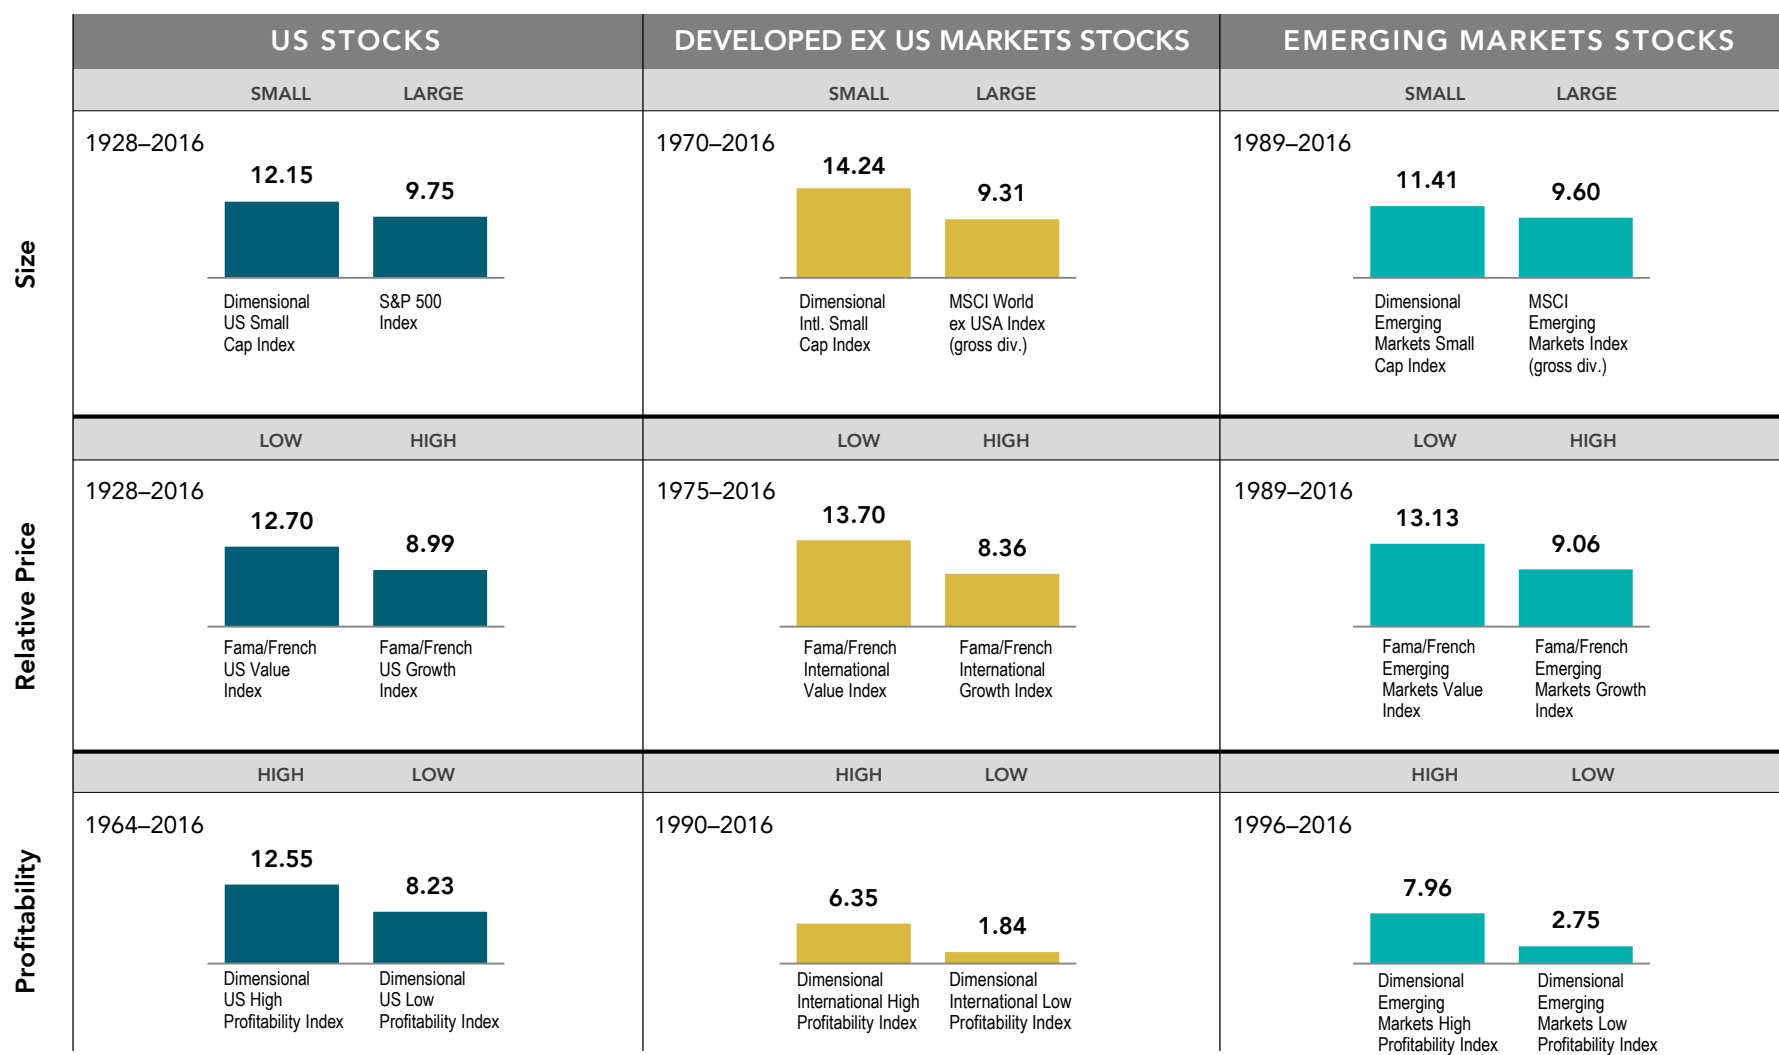 US STOCKS
DEVELOPED EX US MARKETS STOCKS
EMERGING MARKETS STOCKS
Size
SMALL LARGE
SMALL LARGE
SMALL LARGE
1928–2016
12.15
9.75
Dimensional
US Small
Cap Index
S&P 500
Index
1970–2016
14.24
9.31
Dimensional
Intl. Small
Cap Index
MSCI World
ex USA Index
(gross div.)
1989–2016
11.41
9.60
Dimensional
Emerging
Markets Small
Cap Index
MSCI
Emerging
Markets Index
(gross div.)
Relative Price
LOW HIGH
LOW HIGH
LOW HIGH
1928–2016
12.70
8.99
Fama/French
US Value
Index
Fama/French
US Growth
Index
1975–2016
13.70
8.36
Fama/French
International
Value Index
Fama/French
International
Growth Index
1989–2016
13.13
9.06
Fama/French
Emerging
Markets Value
Index
Fama/French
Emerging
Markets Growth
Index
Profitability
HIGH LOW
HIGH LOW
HIGH LOW
1964–2016
12.55
8.23
Dimensional
US High
Profitability Index
Dimensional
US Low
Profitability Index
1990–2016
6.35
1.84
Dimensional
International High
Profitability Index
Dimensional
International Low
Profitability Index
1996–2016
7.96
2.75
Dimensional
Emerging
Markets High
Profitability Index
Dimensional
Emerging
Markets Low
Profitability Index